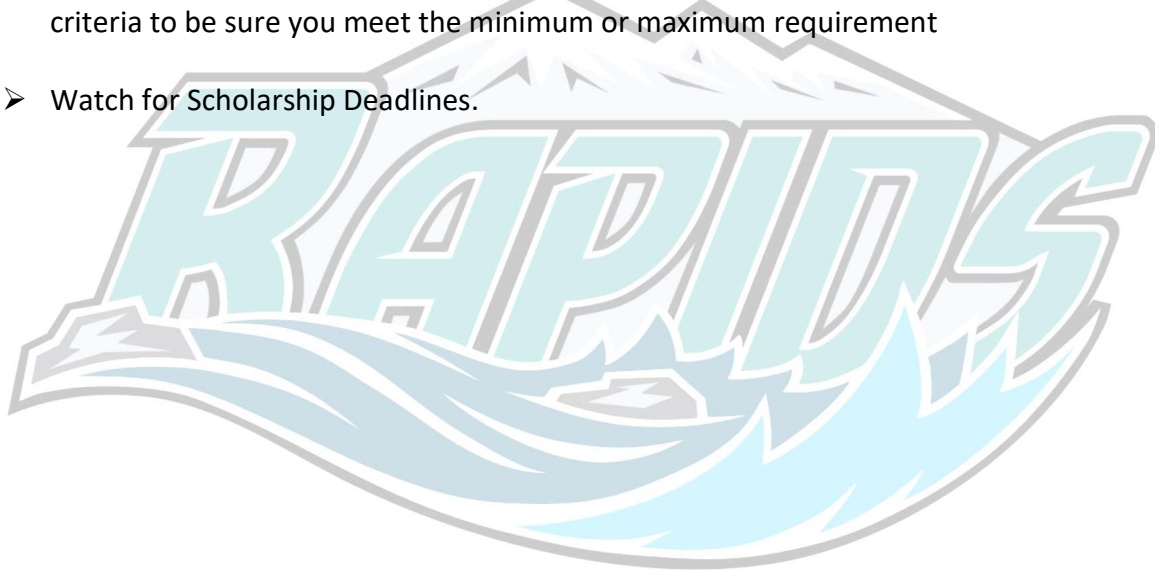 criteria to be sure you meet the minimum or maximum requirement
➢ Watch for Scholarship Deadlines.
RAPIDS